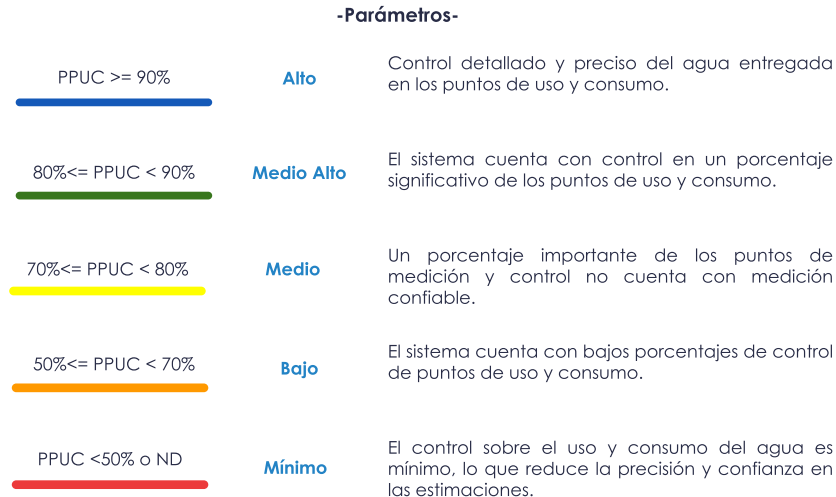 -Parámetros-
PPUC >= 90%
Alto
Control detallado y preciso del agua entregada
en los puntos de uso y consumo.
80%<= PPUC < 90%
Medio Alto
El sistema cuenta con control en un porcentaje
significativo de los puntos de uso y consumo.
70%<= PPUC < 80%
Medio
Un porcentaje importante de los puntos de
medición y control no cuenta con medición
confiable.
50%<= PPUC < 70%
Bajo
El sistema cuenta con bajos porcentajes de control
de puntos de uso y consumo.
PPUC <50% o ND
Mínimo
El control sobre el uso y consumo del agua es
mínimo, lo que reduce la precisión y confianza en
las estimaciones.